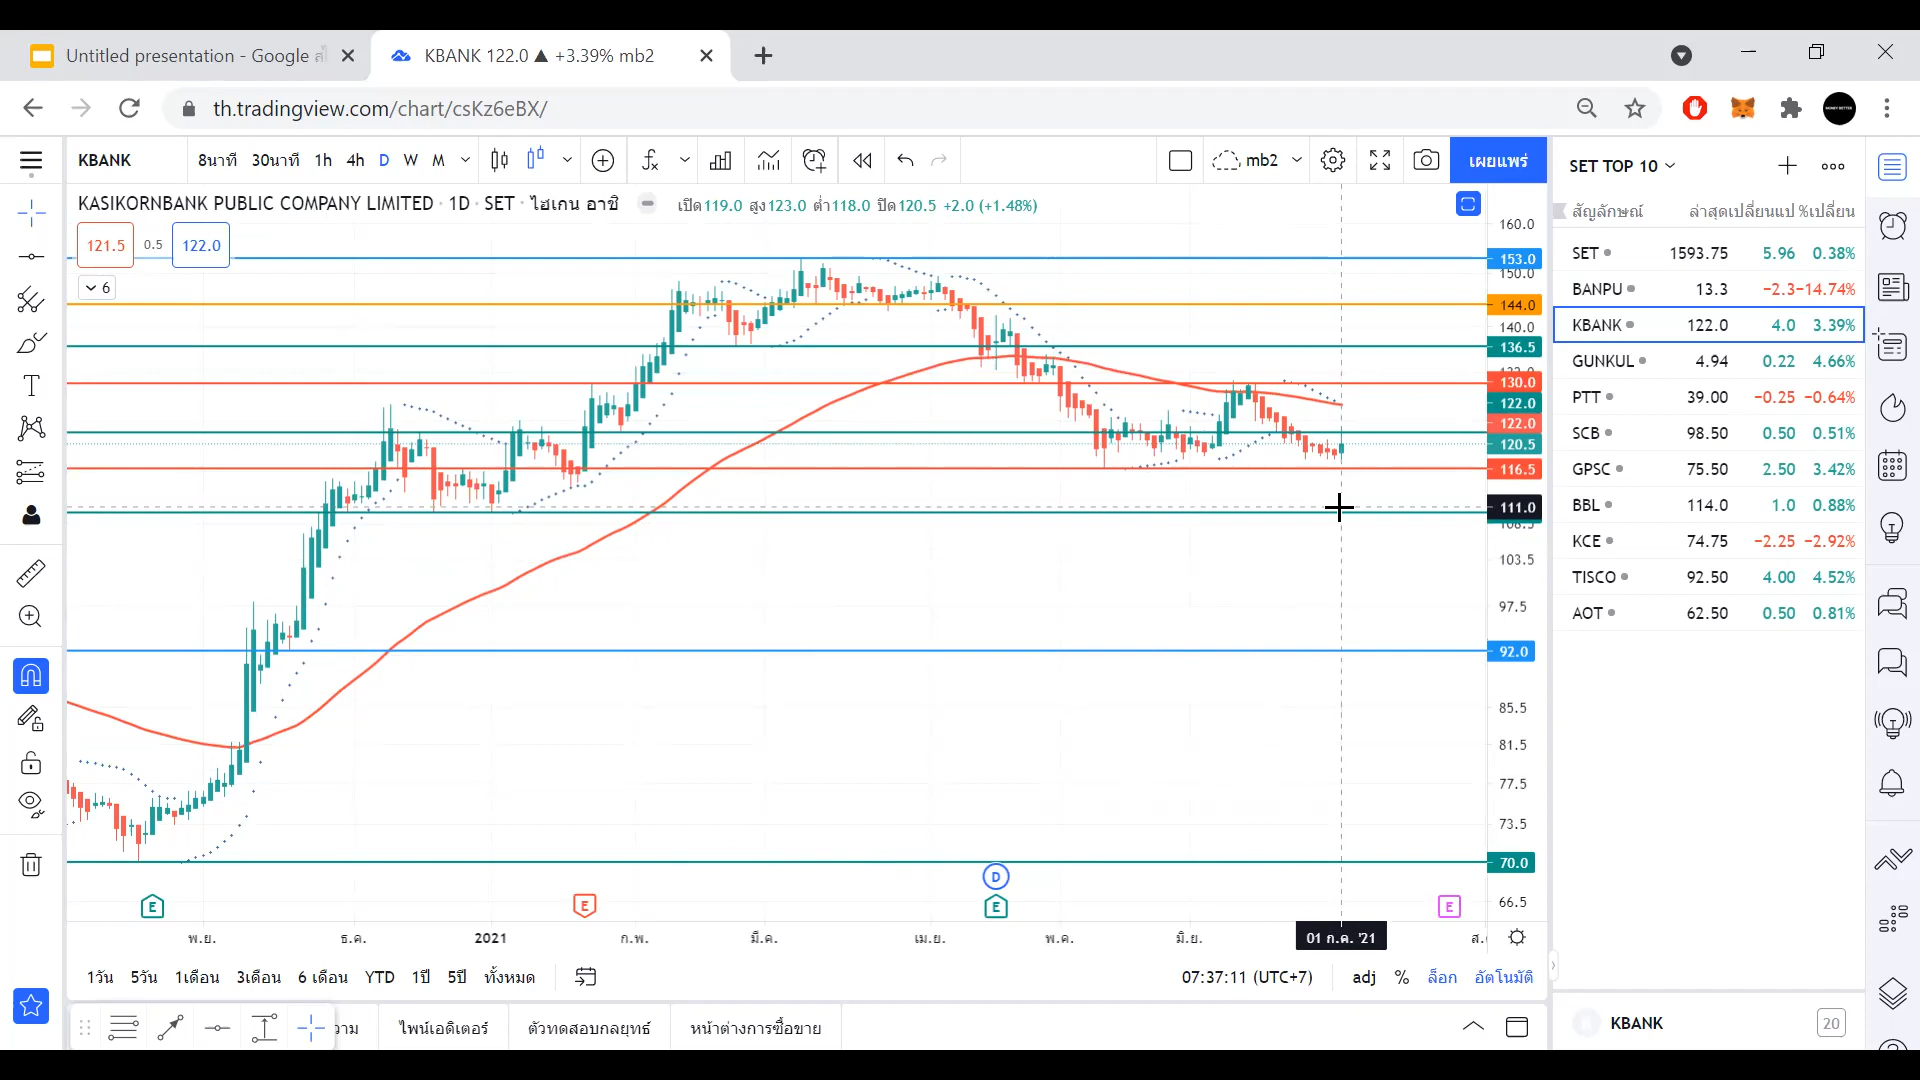 Untitled presentation - Google ส
KBANK 122.0 ▲ +3.39% mb2
th.tradingview.com/chart/csKz6eBX/
KBANK
8นาที 30นาที 1h 4h D W M
mb2
เผยแพร่
SET TOP 10
KASIKORNBANK PUBLIC COMPANY LIMITED · 1D · SET · ไฮเกน อาชิ
เปิด119.0 สูง123.0 ต่ำ118.0 ปิด120.5 +2.0 (+1.48%)
121.5 0.5 122.0
6
160.0
153.0
150.0
144.0
140.0
136.5
130.0
122.0
122.0
120.5
116.5
111.0
108.5
103.5
97.5
92.0
85.5
81.5
77.5
73.5
70.0
66.5
E E D E E
พ.ย. ธ.ค. 2021 ก.พ. มี.ค. เม.ย. พ.ค. มิ.ย. 01 ก.ค. '21
1วัน 5วัน 1เดือน 3เดือน 6 เดือน YTD 1ปี 5ปี ทั้งหมด
07:37:11 (UTC+7) adj % ล็อก อัตโนมัติ
วาม ไพน์เอดิเตอร์ ตัวทดสอบกลยุทธ์ หน้าต่างการซื้อขาย
สัญลักษณ์ ล่าสุด เปลี่ยนแป %เปลี่ยน
SET 1593.75 5.96 0.38%
BANPU 13.3 −2.3 −14.74%
KBANK 122.0 4.0 3.39%
GUNKUL 4.94 0.22 4.66%
PTT 39.00 −0.25 −0.64%
SCB 98.50 0.50 0.51%
GPSC 75.50 2.50 3.42%
BBL 114.0 1.0 0.88%
KCE 74.75 −2.25 −2.92%
TISCO 92.50 4.00 4.52%
AOT 62.50 0.50 0.81%
KBANK 20